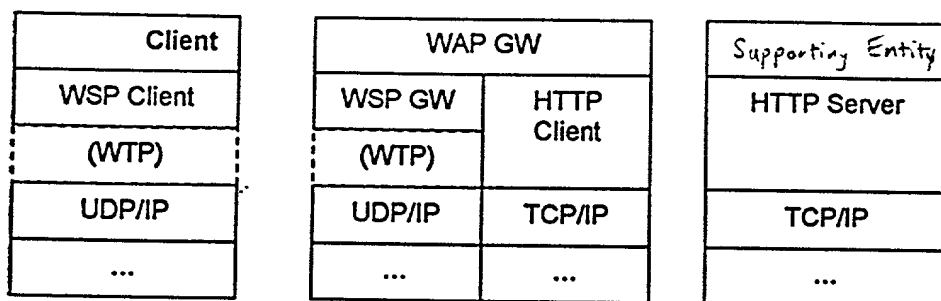 Client
WSP Client
(WTP)
UDP/IP
...
WAP GW
WSP GW
HTTP
Client
(WTP)
UDP/IP
TCP/IP
...
...
Supporting Entity
HTTP Server
TCP/IP
...